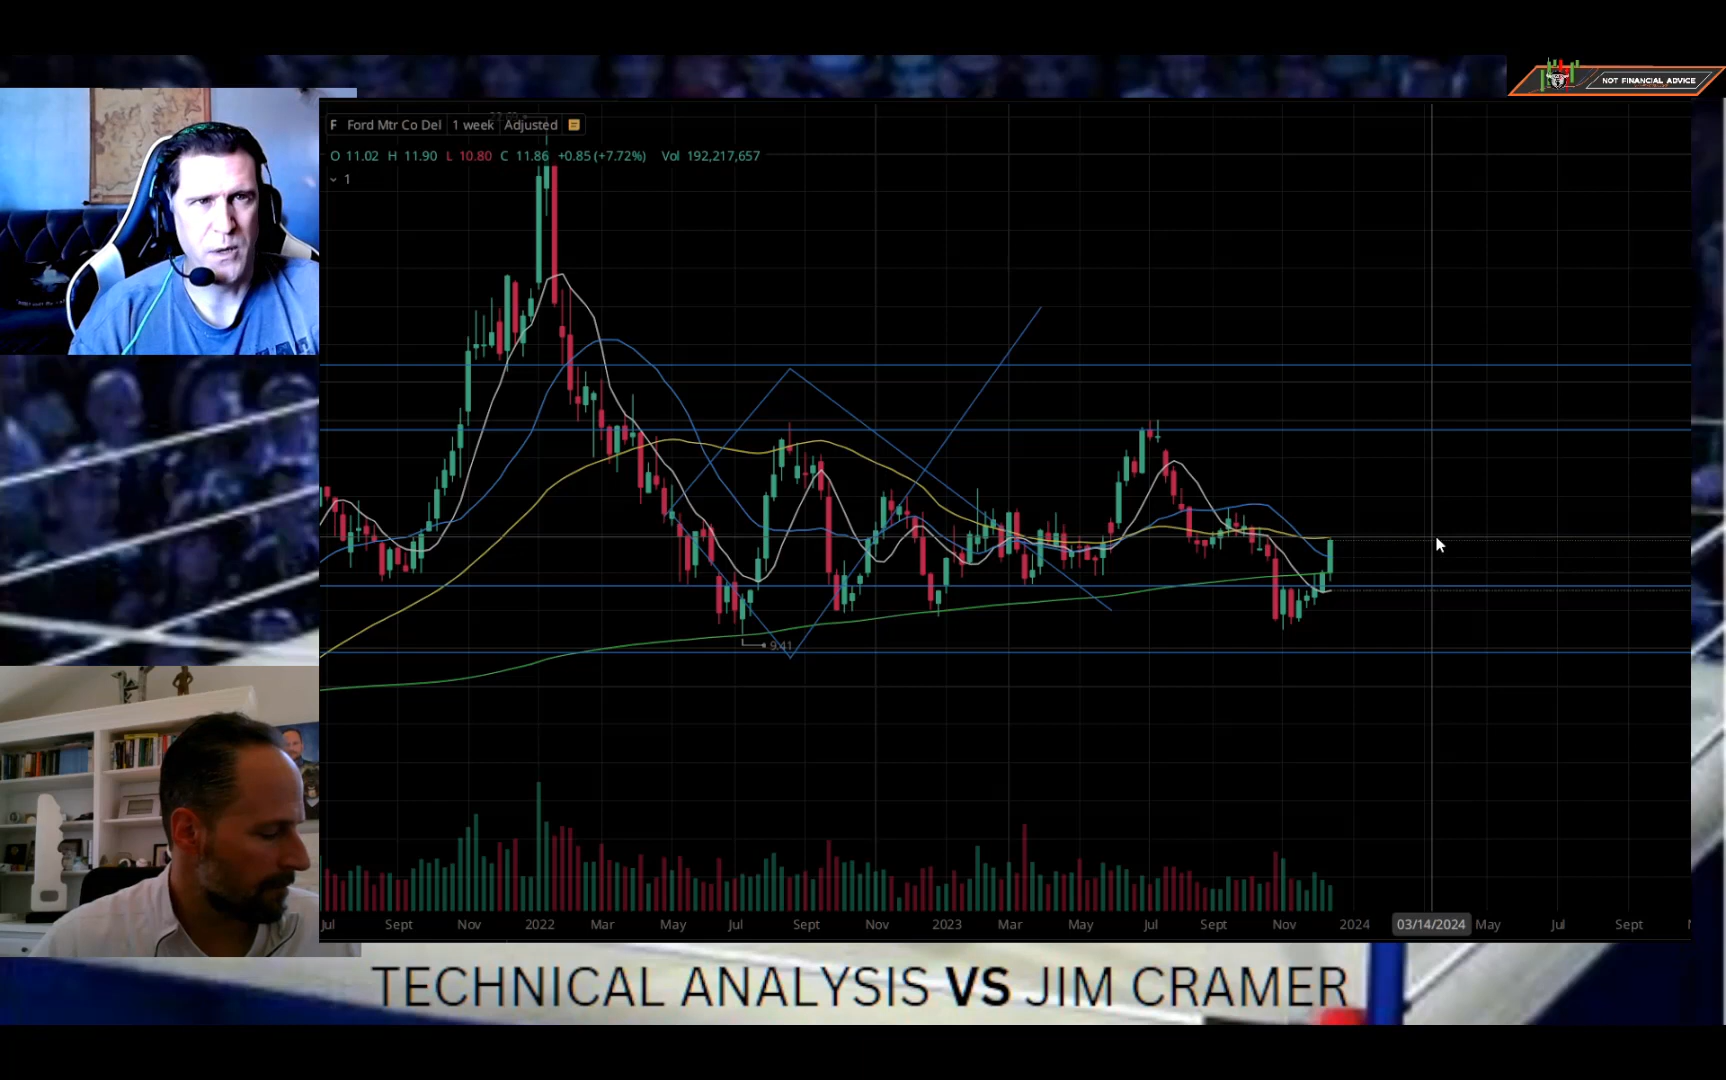 NOT FINANCIAL ADVICE
F Ford Mtr Co Del 1 week Adjusted
O 11.02 H 11.90 L 10.80 C 11.86 +0.85 (+7.72%) Vol 192,217,657
1
9.41
Jul Sept Nov 2022 Mar May Jul Sept Nov 2023 Mar May Jul Sept Nov 2024 03/14/2024 May Jul Sept
TECHNICAL ANALYSIS VS JIM CRAMER